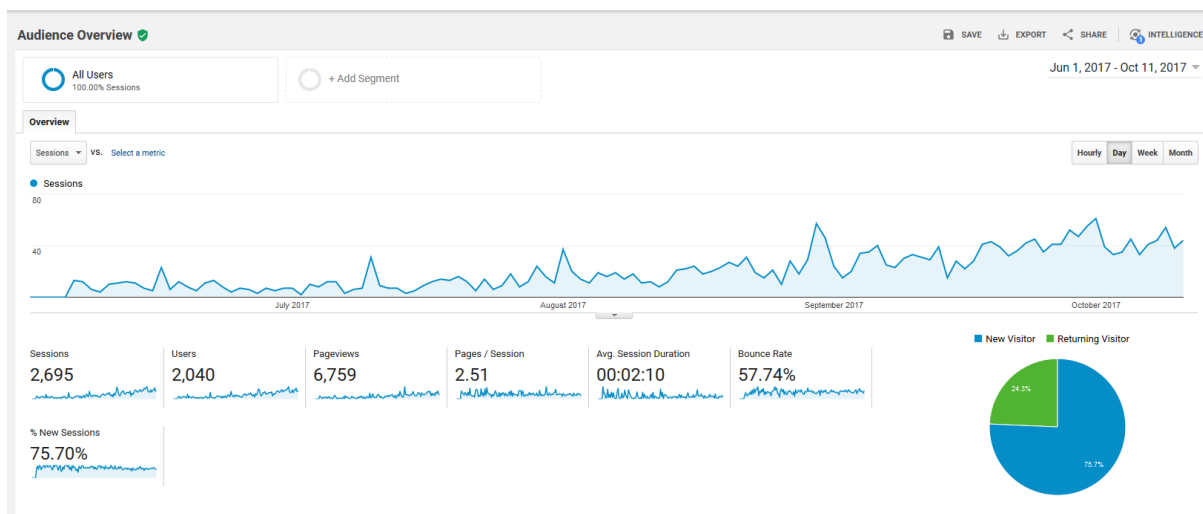 Audience Overview
SAVE EXPORT SHARE 1 INTELLIGENCE
All Users
100.00% Sessions
+ Add Segment
Jun 1, 2017 - Oct 11, 2017
Overview
Sessions VS. Select a metric
Hourly Day Week Month
Sessions
80
40
July 2017 August 2017 September 2017 October 2017
New Visitor Returning Visitor
Sessions Users Pageviews Pages / Session Avg. Session Duration Bounce Rate
2,695 2,040 6,759 2.51 00:02:10 57.74%
24.3%
% New Sessions
75.70%
75.7%